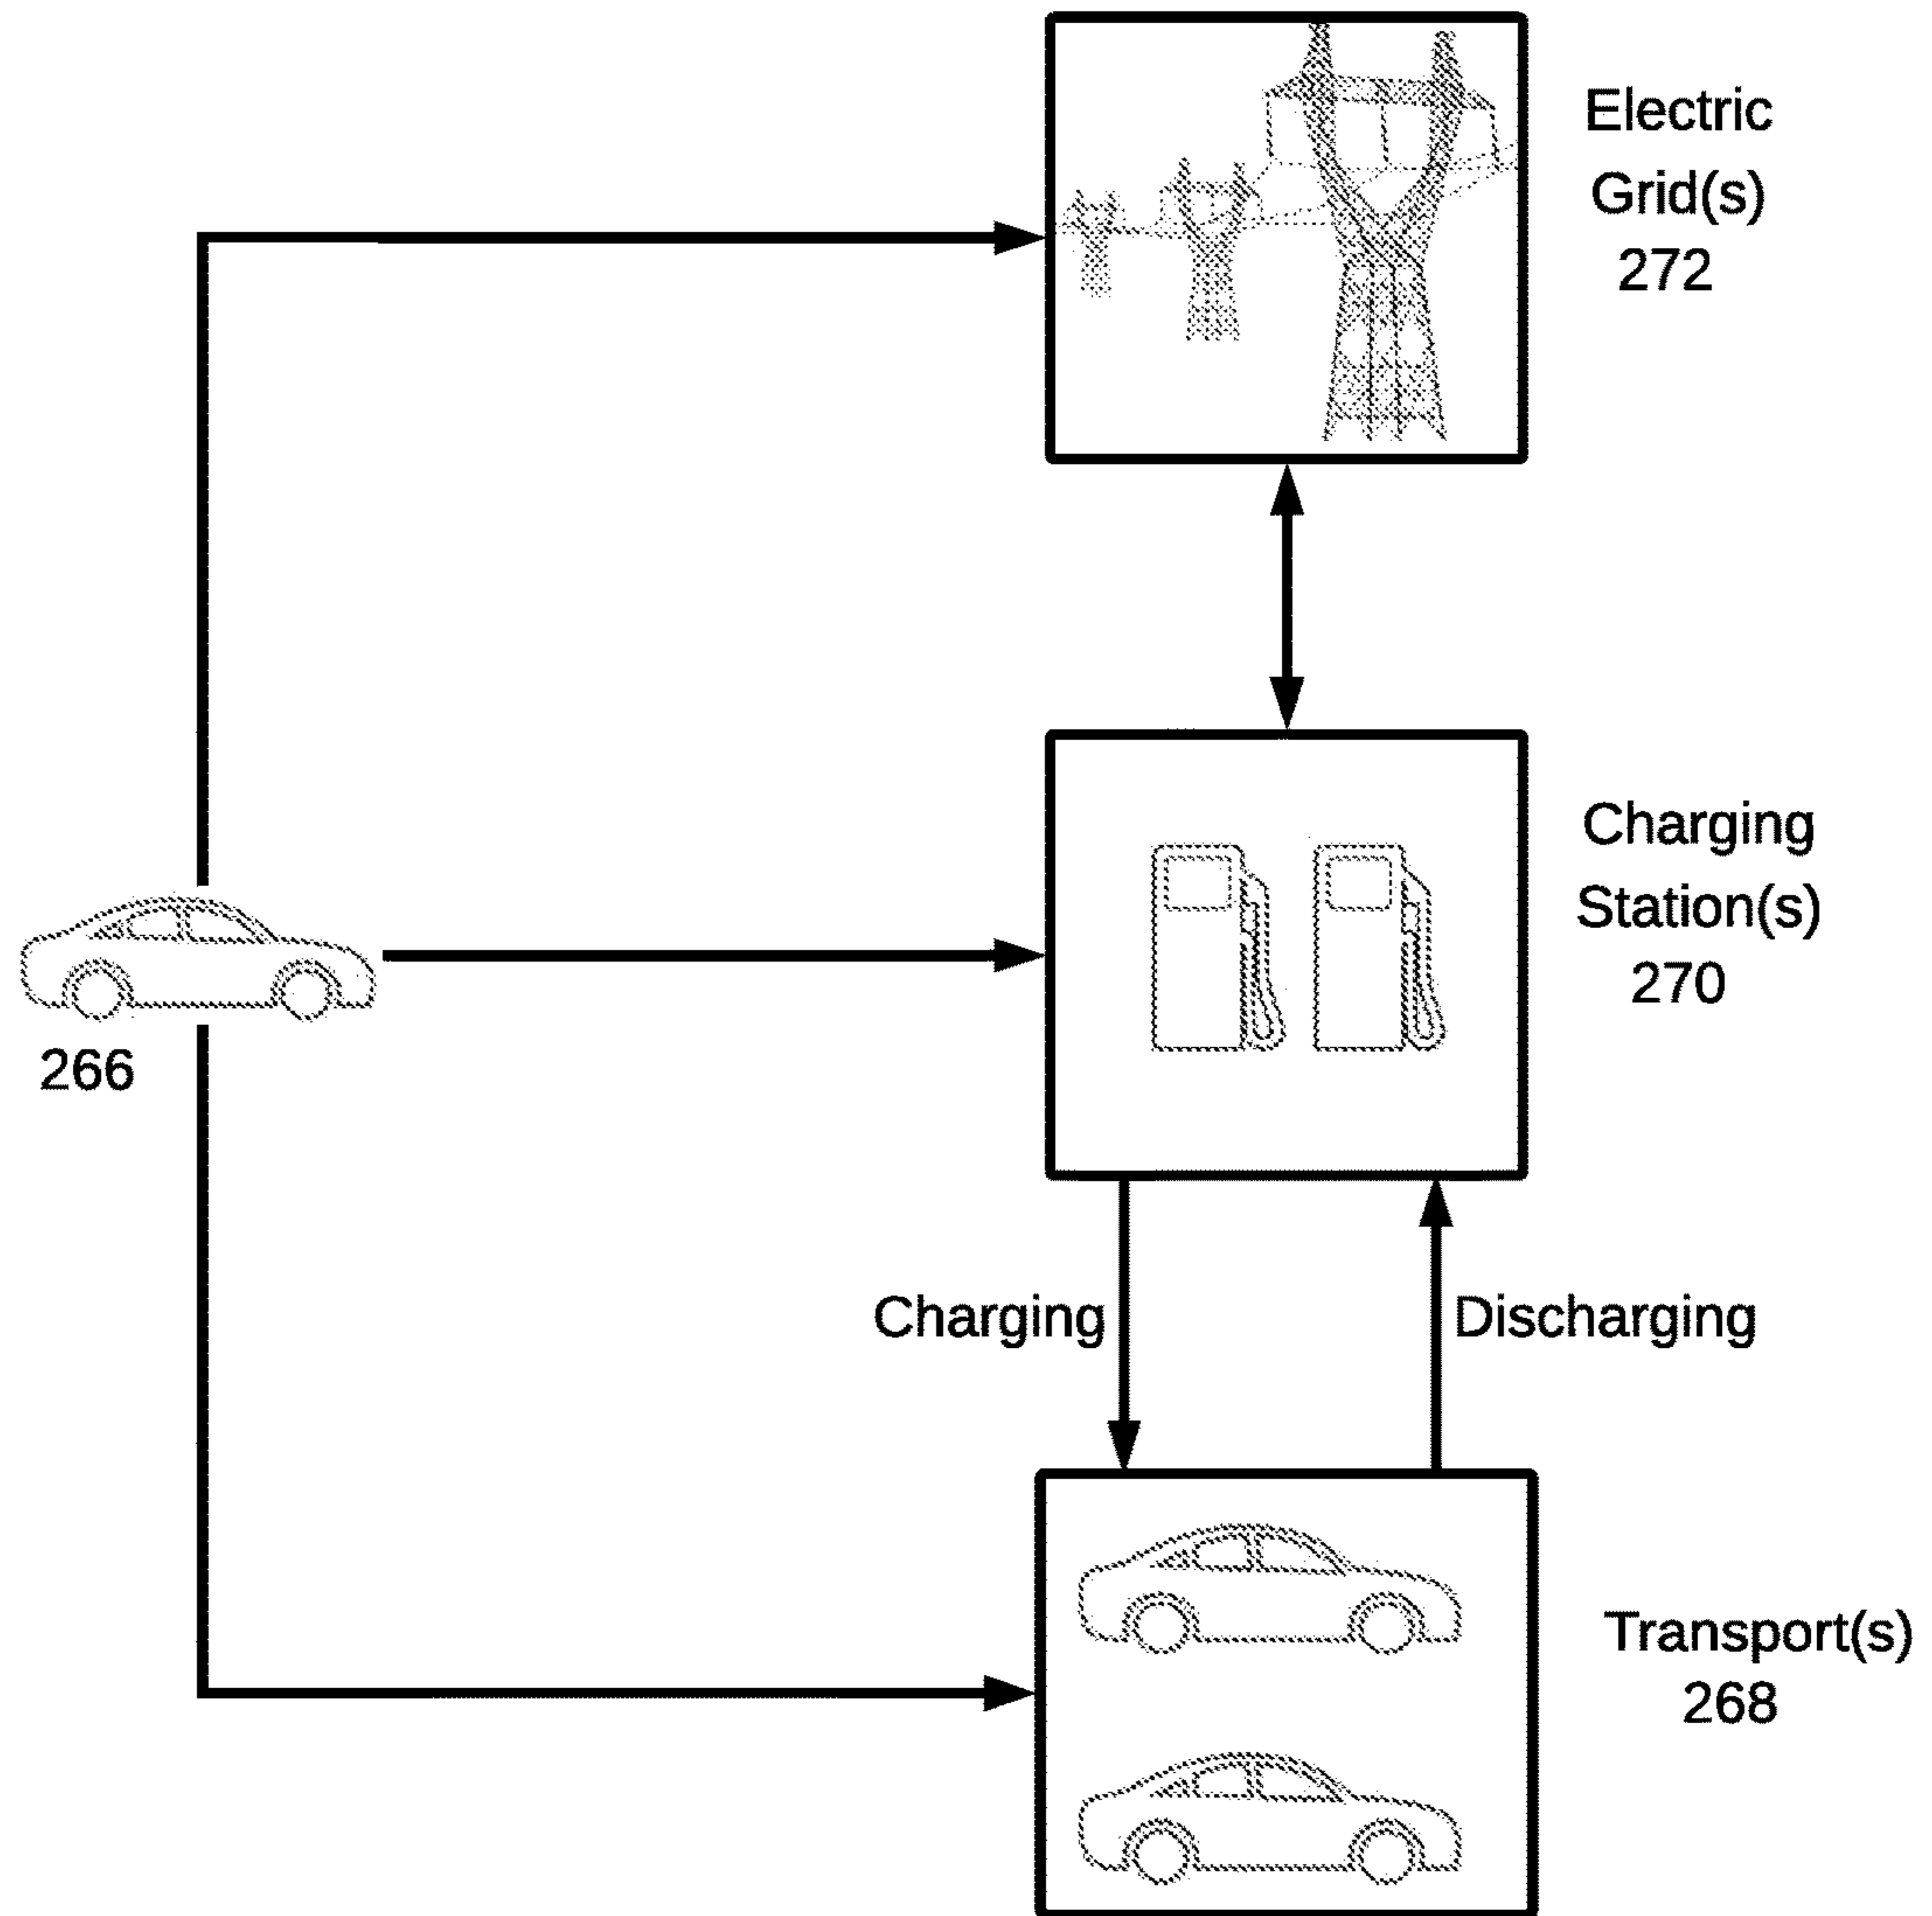 Electric
Grid(s)
272
Charging
Station(s)
270
266
Charging
Discharging
Transport(s)
268